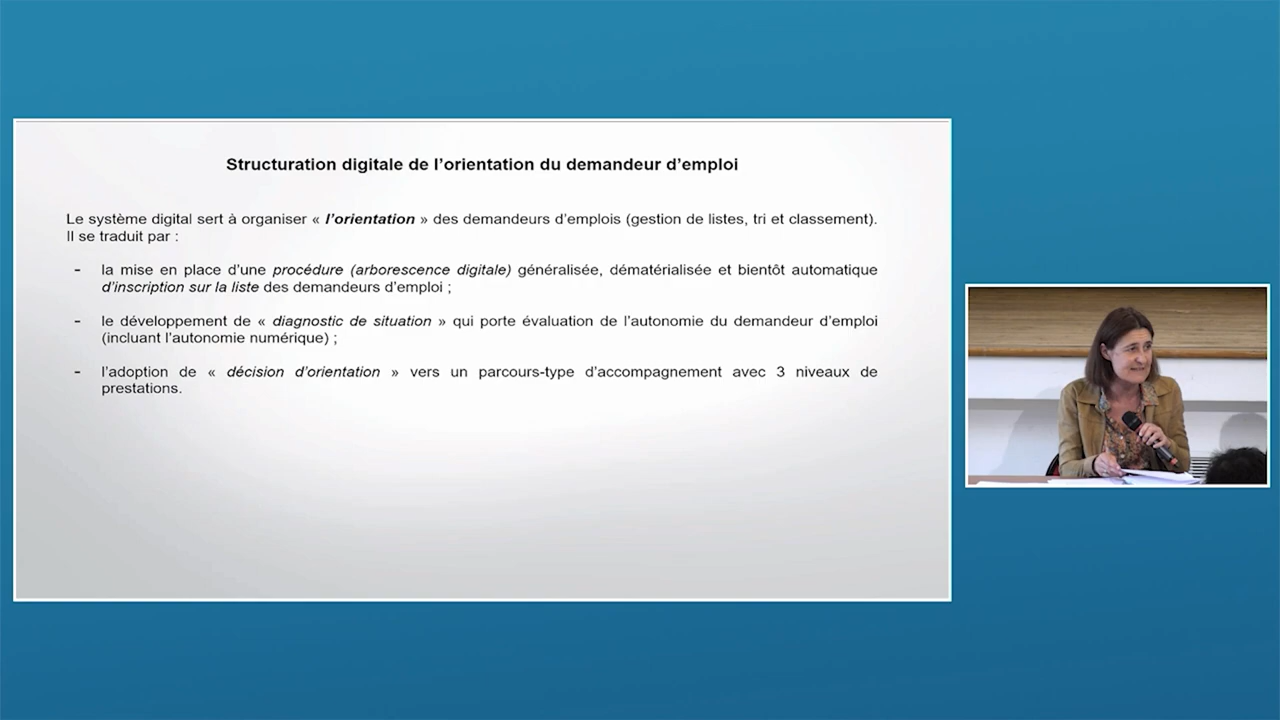 Structuration digitale de l’orientation du demandeur d’emploi
Le système digital sert à organiser « l’orientation » des demandeurs d’emplois (gestion de listes, tri et classement).
Il se traduit par :
- la mise en place d’une procédure (arborescence digitale) généralisée, dématérialisée et bientôt automatique
d’inscription sur la liste des demandeurs d’emploi ;
- le développement de « diagnostic de situation » qui porte évaluation de l’autonomie du demandeur d’emploi
(incluant l’autonomie numérique) ;
- l’adoption de « décision d’orientation » vers un parcours-type d’accompagnement avec 3 niveaux de
prestations.